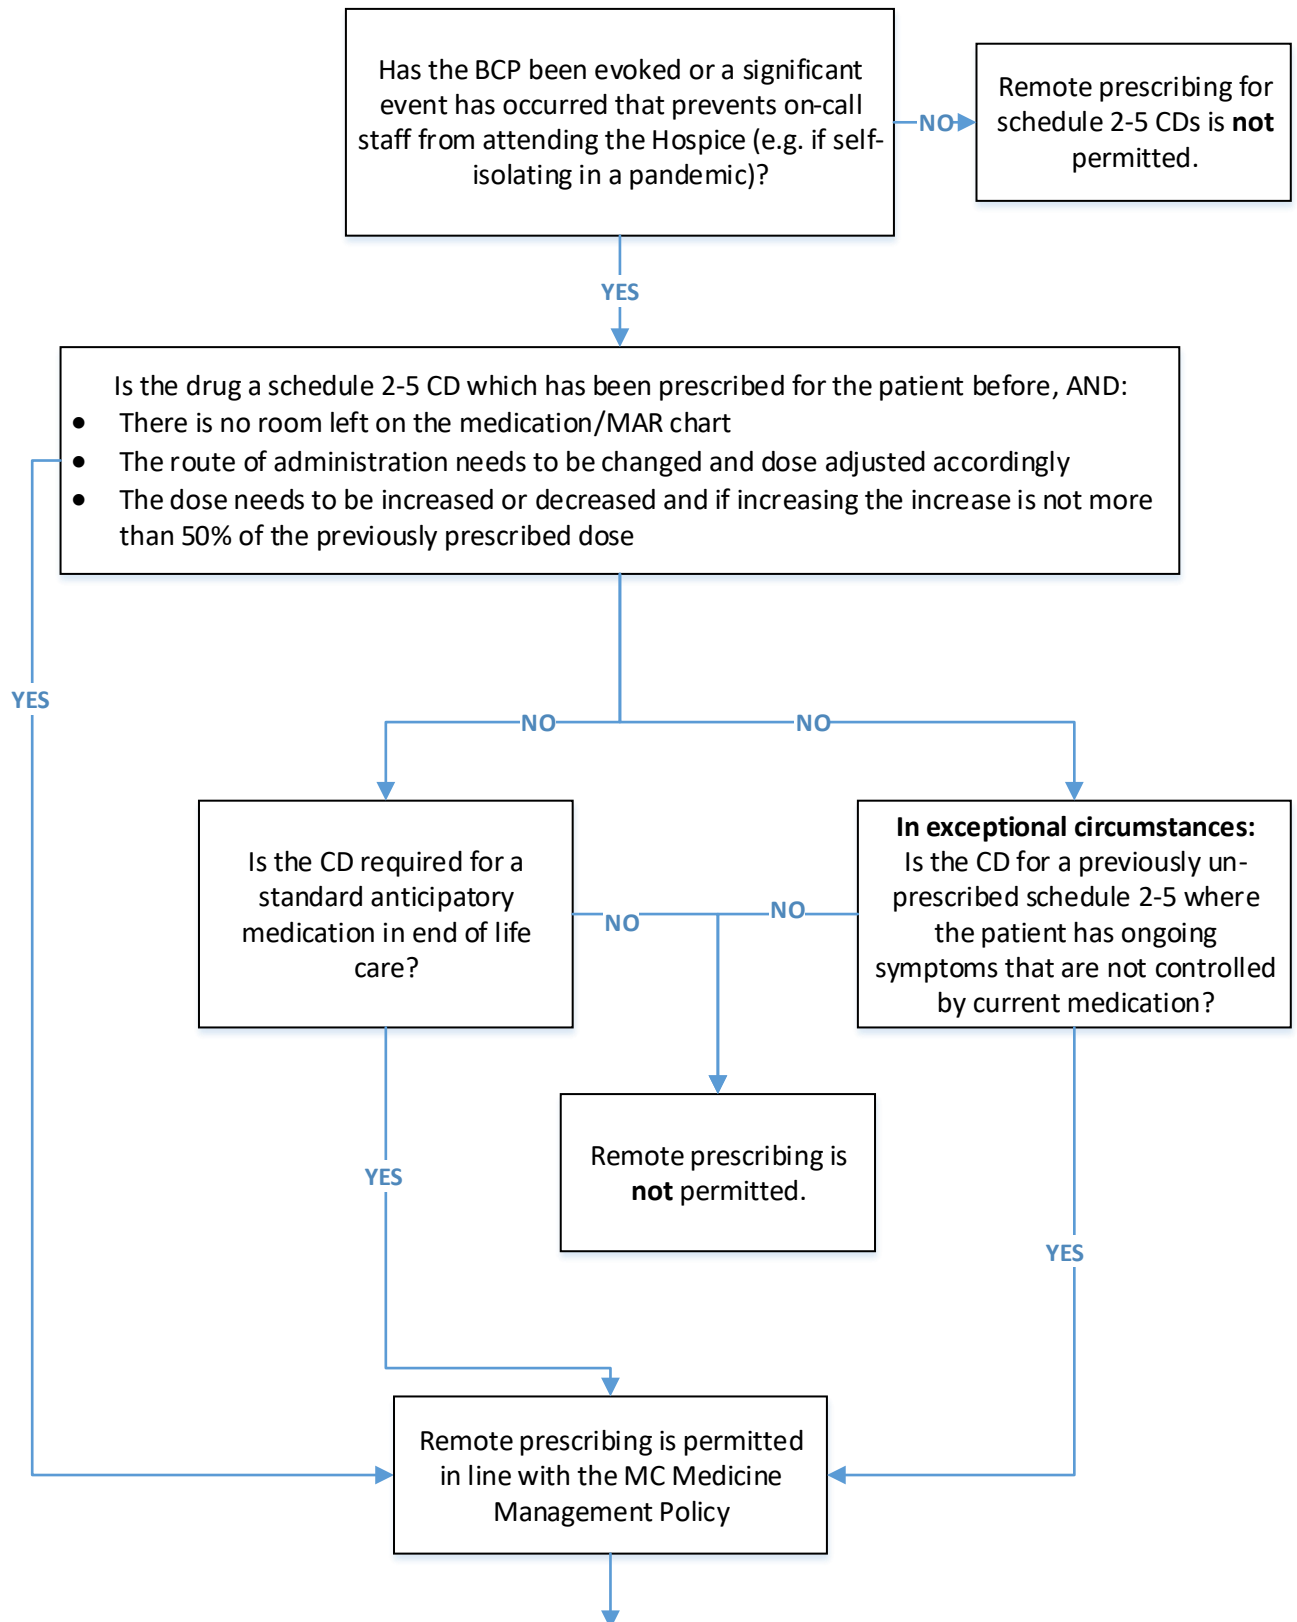 Has the BCP been evoked or a significant
event has occurred that prevents on-call
staff from attending the Hospice (e.g. if self-
isolating in a pandemic)?
NO
Remote prescribing for
schedule 2-5 CDs is not
permitted.
YES
Is the drug a schedule 2-5 CD which has been prescribed for the patient before, AND:
• There is no room left on the medication/MAR chart
• The route of administration needs to be changed and dose adjusted accordingly
• The dose needs to be increased or decreased and if increasing the increase is not more
than 50% of the previously prescribed dose
YES
NO
NO
Is the CD required for a
standard anticipatory
medication in end of life
care?
NO
NO
In exceptional circumstances:
Is the CD for a previously un-
prescribed schedule 2-5 where
the patient has ongoing
symptoms that are not controlled
by current medication?
Remote prescribing is
not permitted.
YES
YES
Remote prescribing is permitted
in line with the MC Medicine
Management Policy